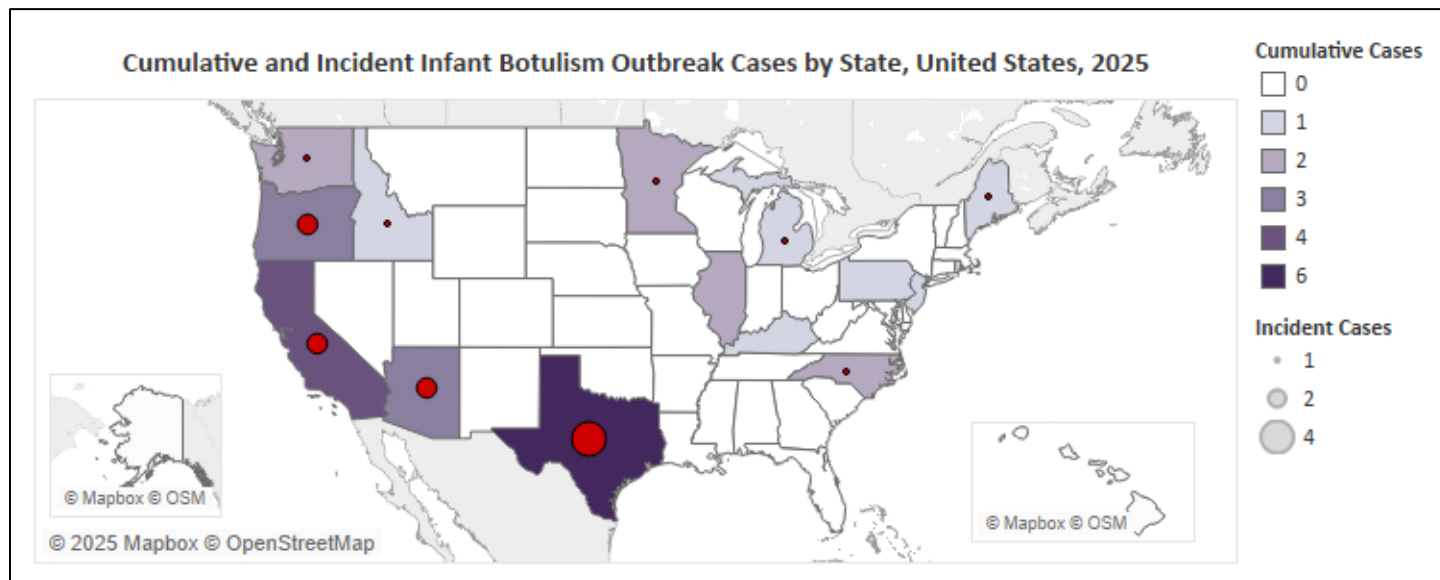 Cumulative and Incident Infant Botulism Outbreak Cases by State, United States, 2025
Cumulative Cases
0
1
2
3
4
6
Incident Cases
1
2
4
© Mapbox © OSM
© Mapbox © OSM
© 2025 Mapbox © OpenStreetMap